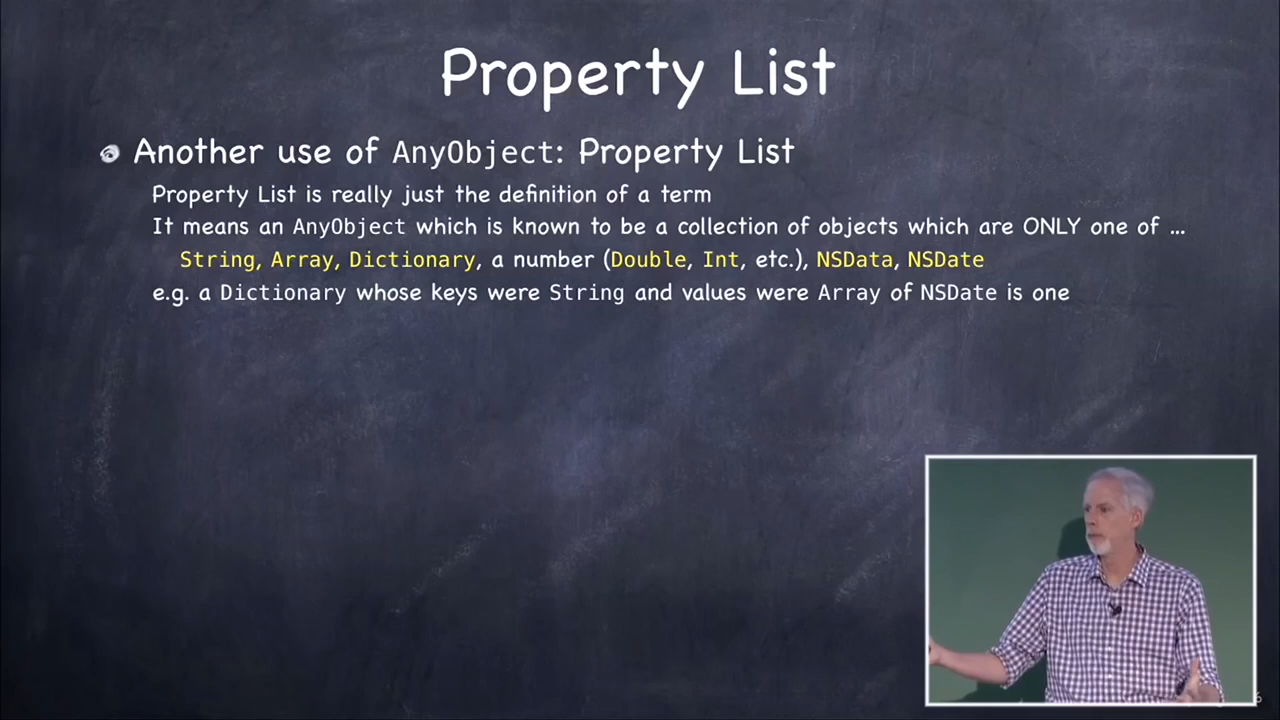 Property List
Another use of AnyObject: Property List
Property List is really just the definition of a term
It means an AnyObject which is known to be a collection of objects which are ONLY one of ...
String, Array, Dictionary, a number (Double, Int, etc.), NSData, NSDate
e.g. a Dictionary whose keys were String and values were Array of NSDate is one